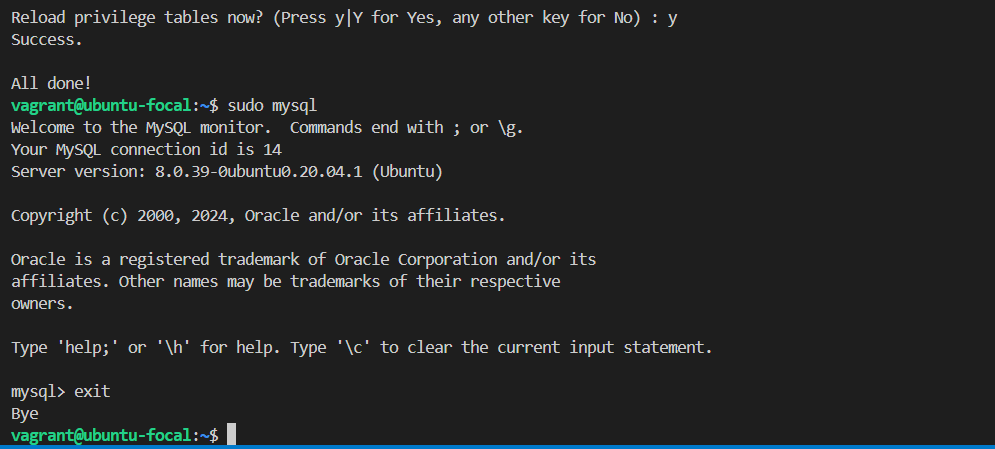 Reload privilege tables now? (Press y|Y for Yes, any other key for No) : y
Success.
All done!
vagrant@ubuntu-focal:~$ sudo mysql
Welcome to the MySQL monitor.  Commands end with ; or \g.
Your MySQL connection id is 14
Server version: 8.0.39-0ubuntu0.20.04.1 (Ubuntu)
Copyright (c) 2000, 2024, Oracle and/or its affiliates.
Oracle is a registered trademark of Oracle Corporation and/or its
affiliates. Other names may be trademarks of their respective
owners.
Type 'help;' or '\h' for help. Type '\c' to clear the current input statement.
mysql> exit
Bye
vagrant@ubuntu-focal:~$